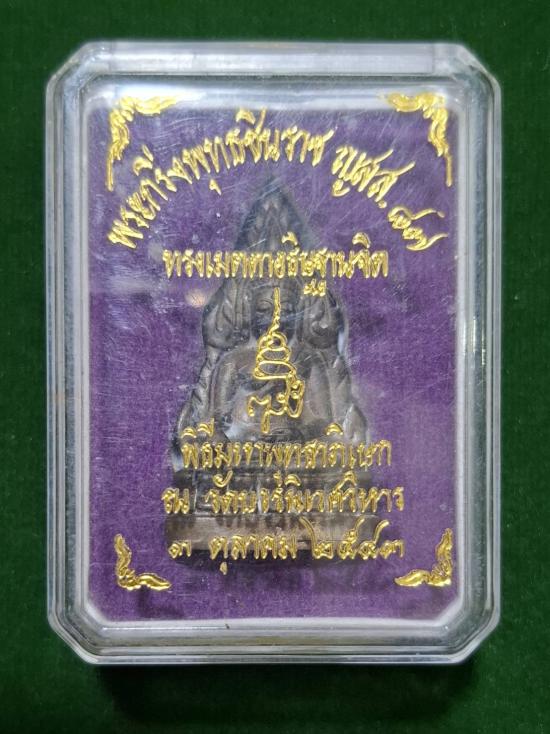 พระกริ่งพุทธชินราช ญสส. ๘๗
ทรงเมตตาอธิษฐานจิต
พิธีมหาพุทธาภิเษก
ณ วัดบวรนิเวศวิหาร
๓ ตุลาคม ๒๕๔๓